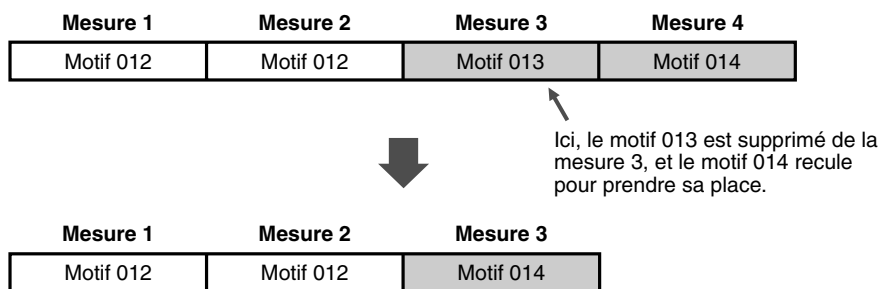 Mesure 1 Mesure 2 Mesure 3 Mesure 4
Motif 012 Motif 012 Motif 013 Motif 014
Ici, le motif 013 est supprimé de la
mesure 3, et le motif 014 recule
pour prendre sa place.
Mesure 1 Mesure 2 Mesure 3
Motif 012 Motif 012 Motif 014